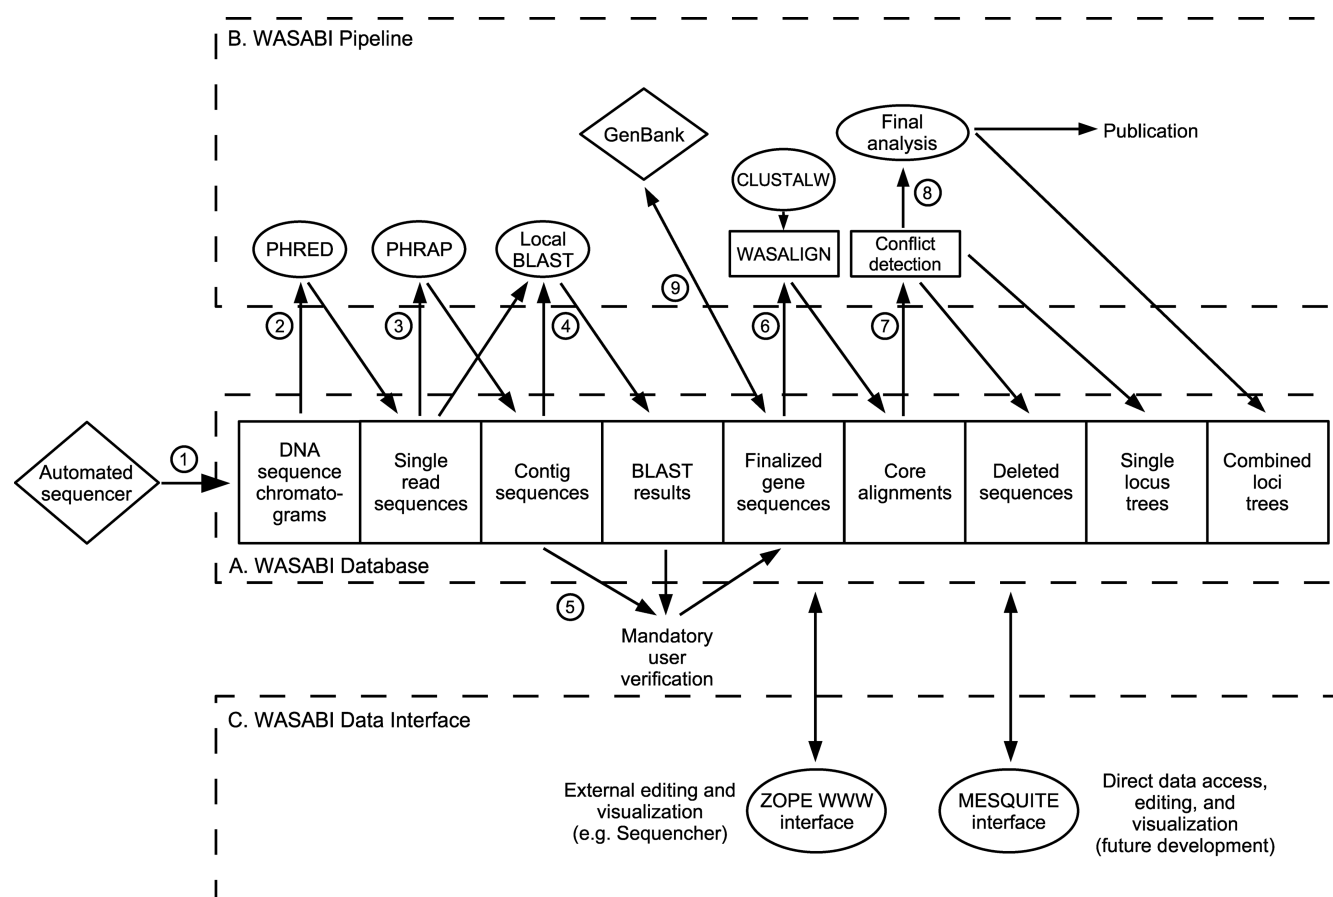 B. WASABI Pipeline
GenBank
Final
analysis
Publication
CLUSTALW
8
PHRED
PHRAP
Local
BLAST
WASALIGN
Conflict
detection
9
2
3
4
6
7
Automated
sequencer
1
DNA
sequence
chromato-
grams
Single
read
sequences
Contig
sequences
BLAST
results
Finalized
gene
sequences
Core
alignments
Deleted
sequences
Single
locus
trees
Combined
loci
trees
A. WASABI Database
5
Mandatory
user
verification
C. WASABI Data Interface
External editing and
visualization
(e.g. Sequencher)
ZOPE WWW
interface
MESQUITE
interface
Direct data access,
editing, and
visualization
(future development)